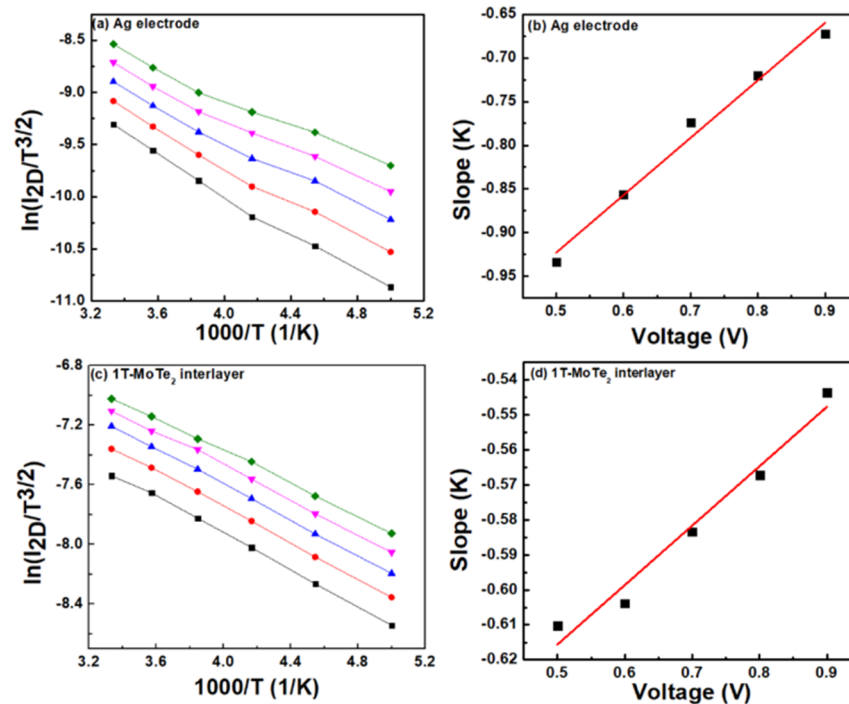 (a) Ag electrode
-8.5
-9.0
-9.5
-10.0
-10.5
-11.0
3.2 3.6 4.0 4.4 4.8 5.2
ln(I2D/T3/2)
1000/T (1/K)
(b) Ag electrode
-0.65
-0.70
-0.75
-0.80
-0.85
-0.90
-0.95
0.5 0.6 0.7 0.8 0.9
Slope (K)
Voltage (V)
(c) 1T-MoTe2 interlayer
-6.8
-7.2
-7.6
-8.0
-8.4
3.2 3.6 4.0 4.4 4.8 5.2
ln(I2D/T3/2)
1000/T (1/K)
(d) 1T-MoTe2 interlayer
-0.54
-0.55
-0.56
-0.57
-0.58
-0.59
-0.60
-0.61
-0.62
0.5 0.6 0.7 0.8 0.9
Slope (K)
Voltage (V)